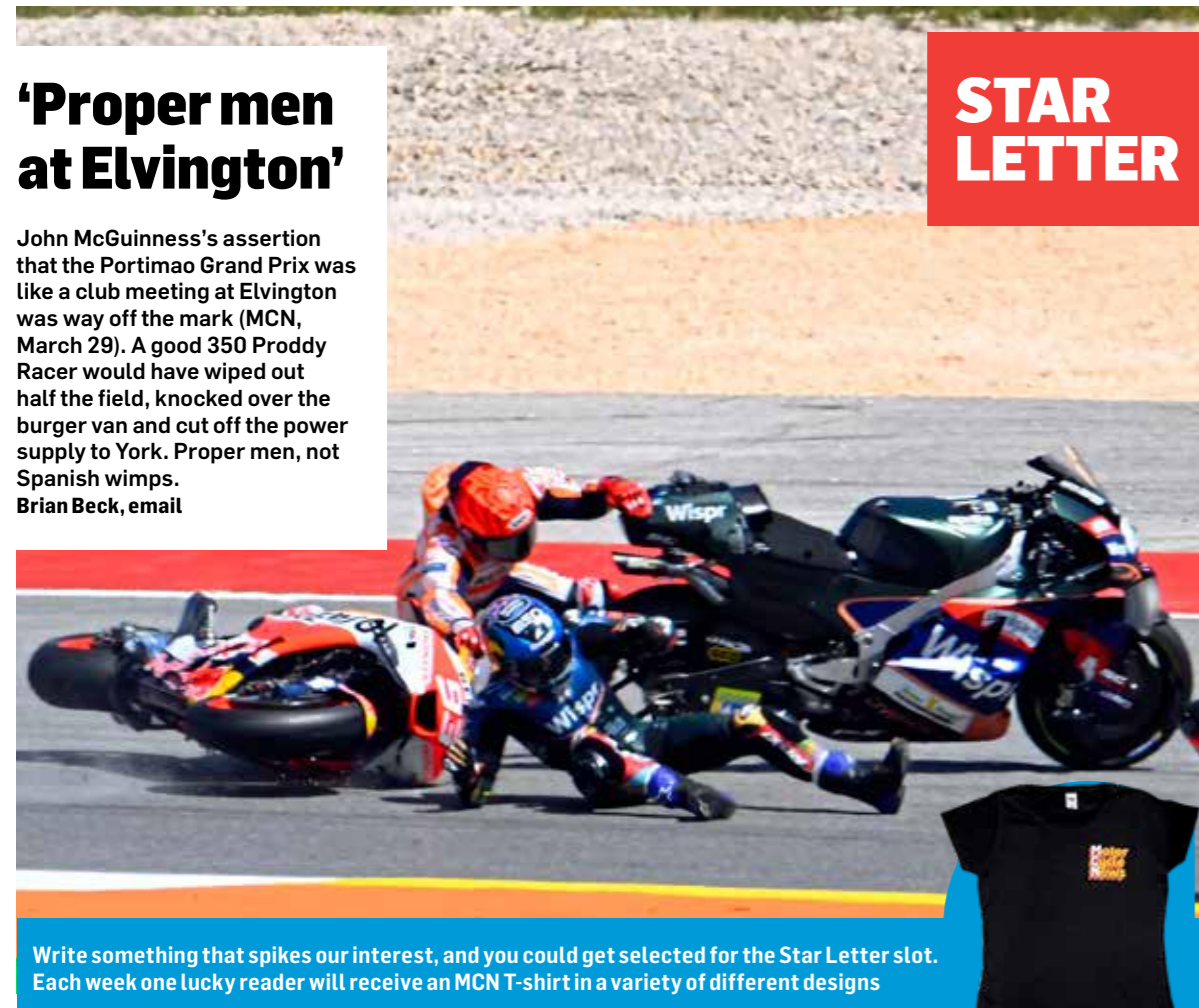 ‘Proper men
at Elvington’
John McGuinness’s assertion
that the Portimao Grand Prix was
like a club meeting at Elvington
was way off the mark (MCN,
March 29). A good 350 Proddy
Racer would have wiped out
half the field, knocked over the
burger van and cut off the power
supply to York. Proper men, not
Spanish wimps.
Brian Beck, email
STAR
LETTER
Wispr
Wispr
Wispr
Motor
Cycle
News
Write something that spikes our interest, and you could get selected for the Star Letter slot.
Each week one lucky reader will receive an MCN T-shirt in a variety of different designs